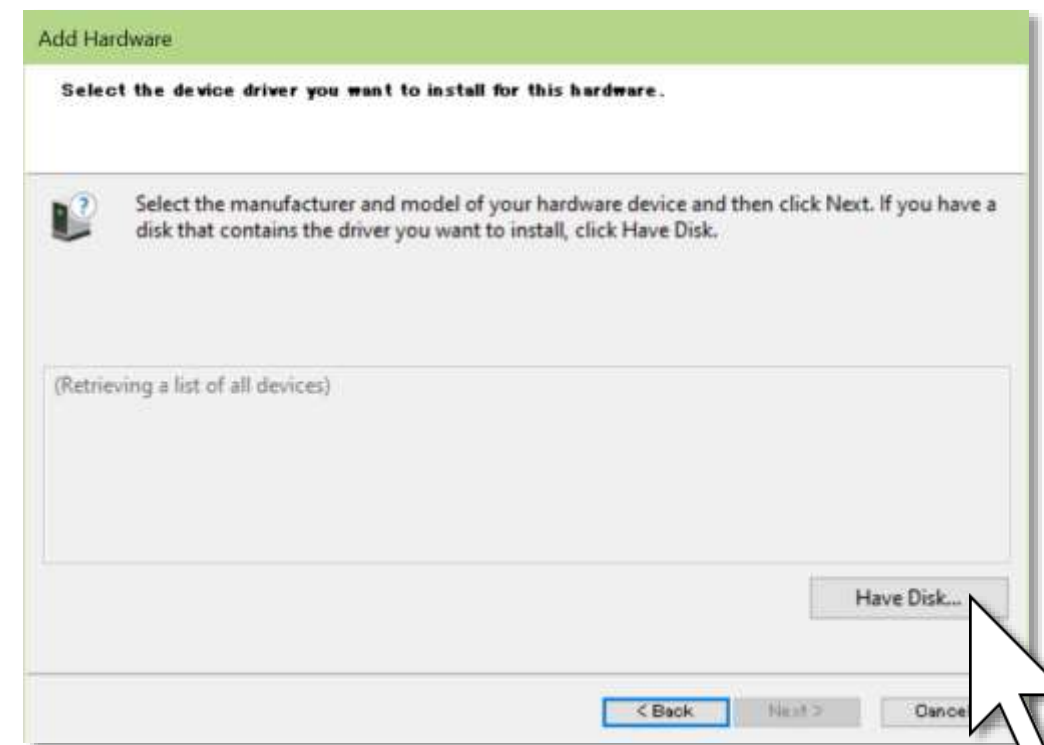 Add Hardware
Select the device driver you want to install for this hardware.
Select the manufacturer and model of your hardware device and then click Next. If you have a
disk that contains the driver you want to install, click Have Disk.
(Retrieving a list of all devices)
Have Disk...
< Back Next > Cancel